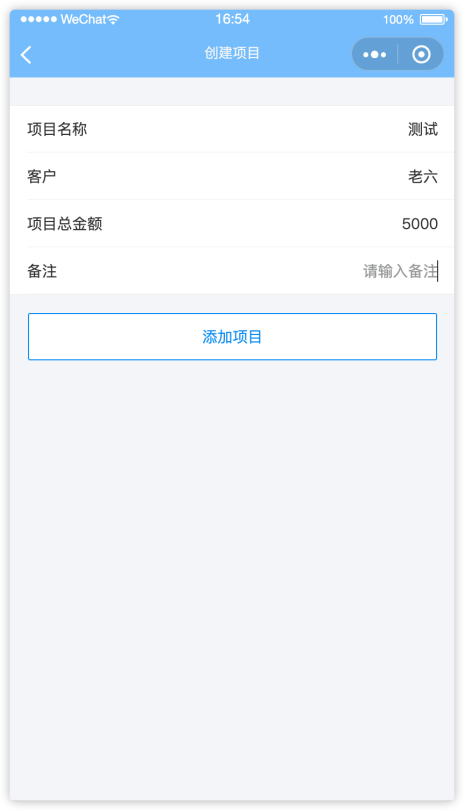 WeChat 16:54 100%
创建项目
项目名称 测试
客户 老六
项目总金额 5000
备注 请输入备注
添加项目